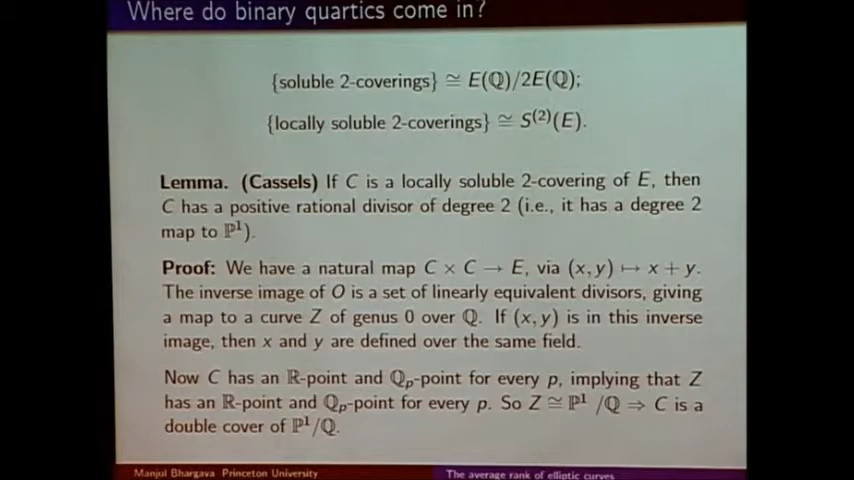 Where do binary quartics come in?
{soluble 2-coverings} ≅ E(ℚ)/2E(ℚ);
{locally soluble 2-coverings} ≅ S⁽²⁾(E).
Lemma. (Cassels) If C is a locally soluble 2-covering of E, then
C has a positive rational divisor of degree 2 (i.e., it has a degree 2
map to ℙ¹).
Proof: We have a natural map C × C → E, via (x, y) ↦ x + y.
The inverse image of O is a set of linearly equivalent divisors, giving
a map to a curve Z of genus 0 over ℚ. If (x, y) is in this inverse
image, then x and y are defined over the same field.
Now C has an ℝ-point and ℚₚ-point for every p, implying that Z
has an ℝ-point and ℚₚ-point for every p. So Z ≅ ℙ¹ /ℚ ⇒ C is a
double cover of ℙ¹/ℚ.
Manjul Bhargava Princeton University
The average rank of elliptic curves